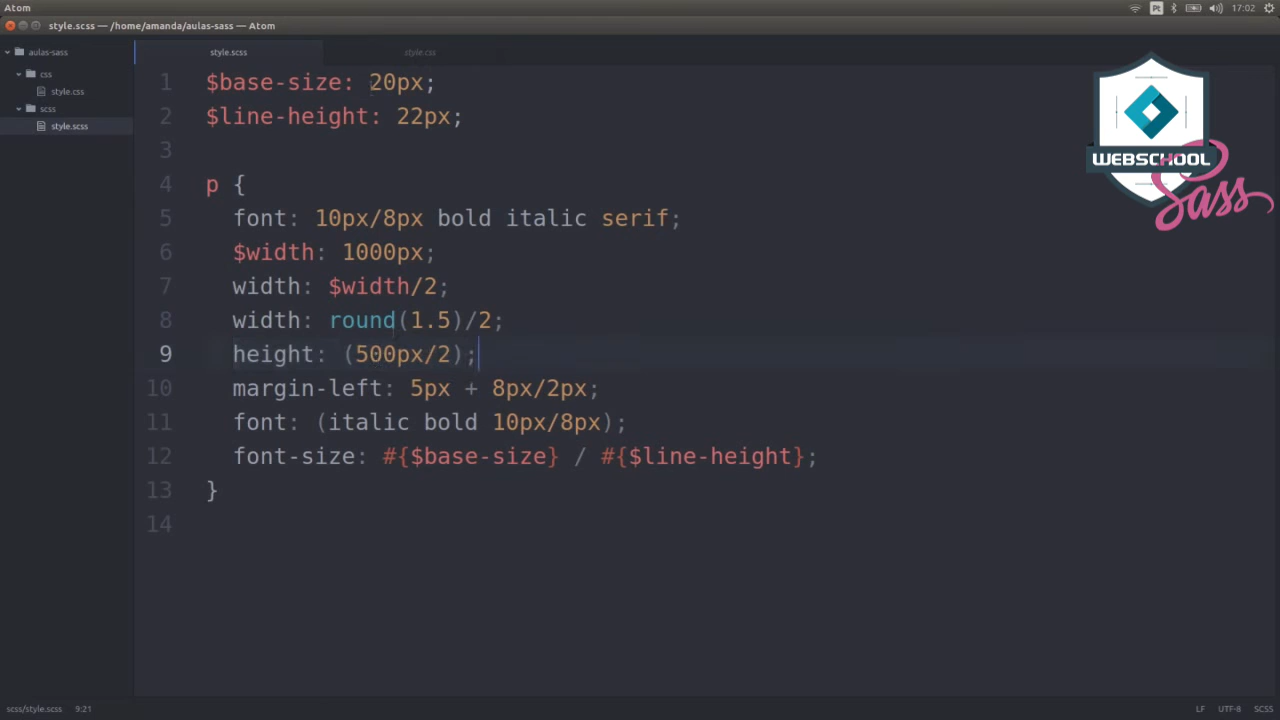 Atom
Pt
17:02
style.scss — /home/amanda/aulas-sass — Atom
aulas-sass
css
style.css
scss
style.scss
style.scss
style.css
1 $base-size: 20px;
2 $line-height: 22px;
3
4 p {
5 font: 10px/8px bold italic serif;
6 $width: 1000px;
7 width: $width/2;
8 width: round(1.5)/2;
9 height: (500px/2);
10 margin-left: 5px + 8px/2px;
11 font: (italic bold 10px/8px);
12 font-size: #{$base-size} / #{$line-height};
13 }
14
WEBSCHOOL
Sass
scss/style.scss 9:21
LF UTF-8 SCSS